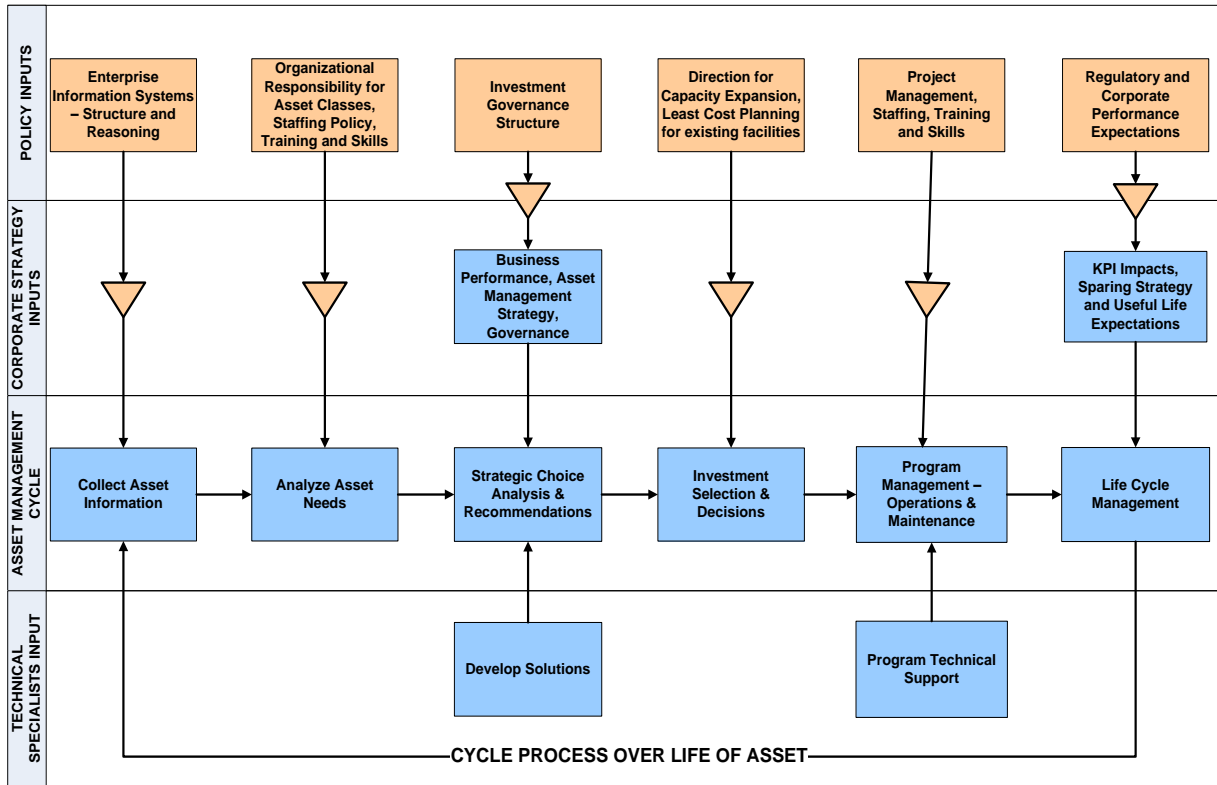 POLICY INPUTS
Enterprise
Information Systems
– Structure and
Reasoning
Organizational
Responsibility for
Asset Classes,
Staffing Policy,
Training and Skills
Investment
Governance
Structure
Direction for
Capacity Expansion,
Least Cost Planning
for existing facilities
Project
Management,
Staffing, Training
and Skills
Regulatory and
Corporate
Performance
Expectations
CORPORATE STRATEGY
INPUTS
Business
Performance, Asset
Management
Strategy,
Governance
KPI Impacts,
Sparing Strategy
and Useful Life
Expectations
ASSET MANAGEMENT
CYCLE
Collect Asset
Information
Analyze Asset
Needs
Strategic Choice
Analysis &
Recommendations
Investment
Selection &
Decisions
Program
Management –
Operations &
Maintenance
Life Cycle
Management
TECHNICAL
SPECIALISTS INPUT
Develop Solutions
Program Technical
Support
CYCLE PROCESS OVER LIFE OF ASSET